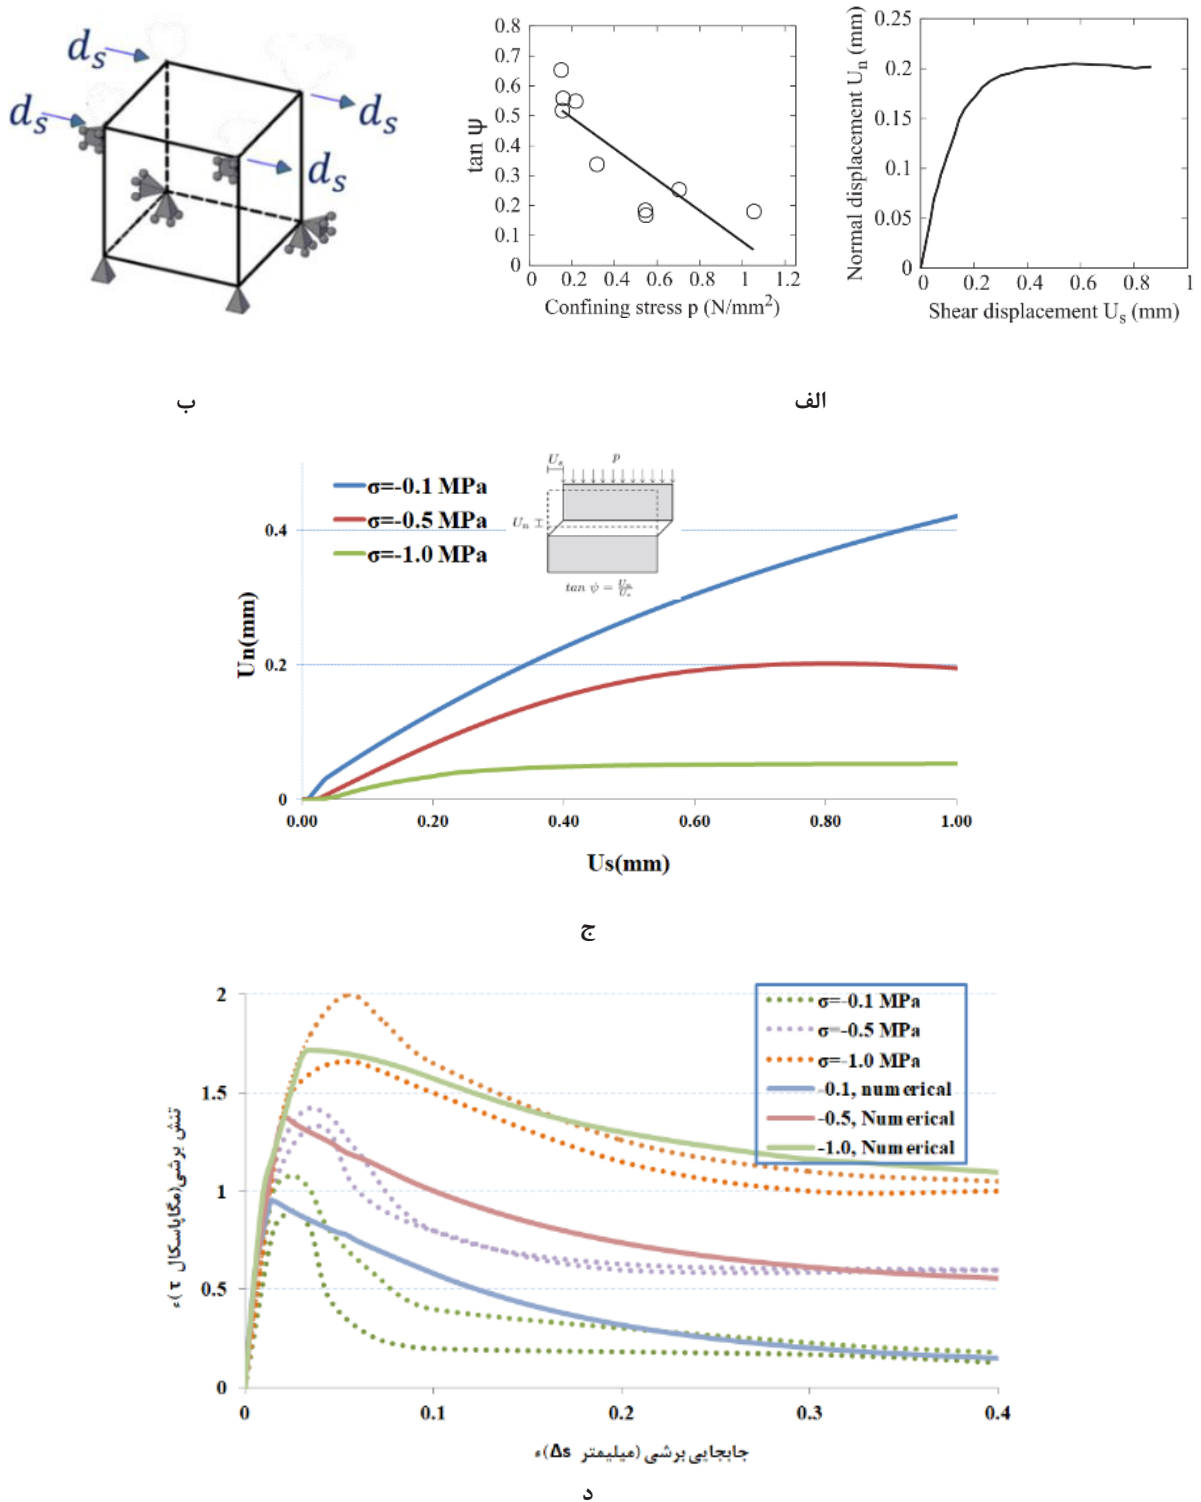 d_s
d_s
d_s
d_s
tan ψ
0.8
0.7
0.6
0.5
0.4
0.3
0.2
0.1
0
0 0.2 0.4 0.6 0.8 1 1.2
Confining stress p (N/mm²)
Normal displacement U_n (mm)
0.25
0.2
0.15
0.1
0.05
0
0 0.2 0.4 0.6 0.8 1
Shear displacement U_s (mm)
ب
الف
σ=-0.1 MPa
σ=-0.5 MPa
σ=-1.0 MPa
U_s
p
U_n
tan ψ = U_n/U_s
Un(mm)
0.4
0.2
0
0.00 0.20 0.40 0.60 0.80 1.00
Us(mm)
ج
σ=-0.1 MPa
σ=-0.5 MPa
σ=-1.0 MPa
-0.1, numerical
-0.5, Numerical
-1.0, Numerical
تنش برشی(مگاپاسکال τ )ء
2
1.5
1
0.5
0
0 0.1 0.2 0.3 0.4
جابجایی برشی (میلیمتر Δs)ء
د